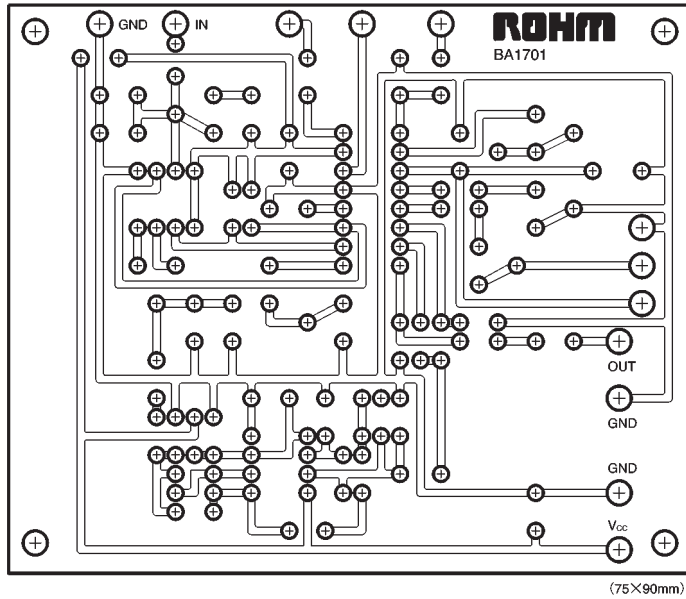 GND IN ROHM
BA1701
OUT
GND
GND
Vcc
(75×90mm)